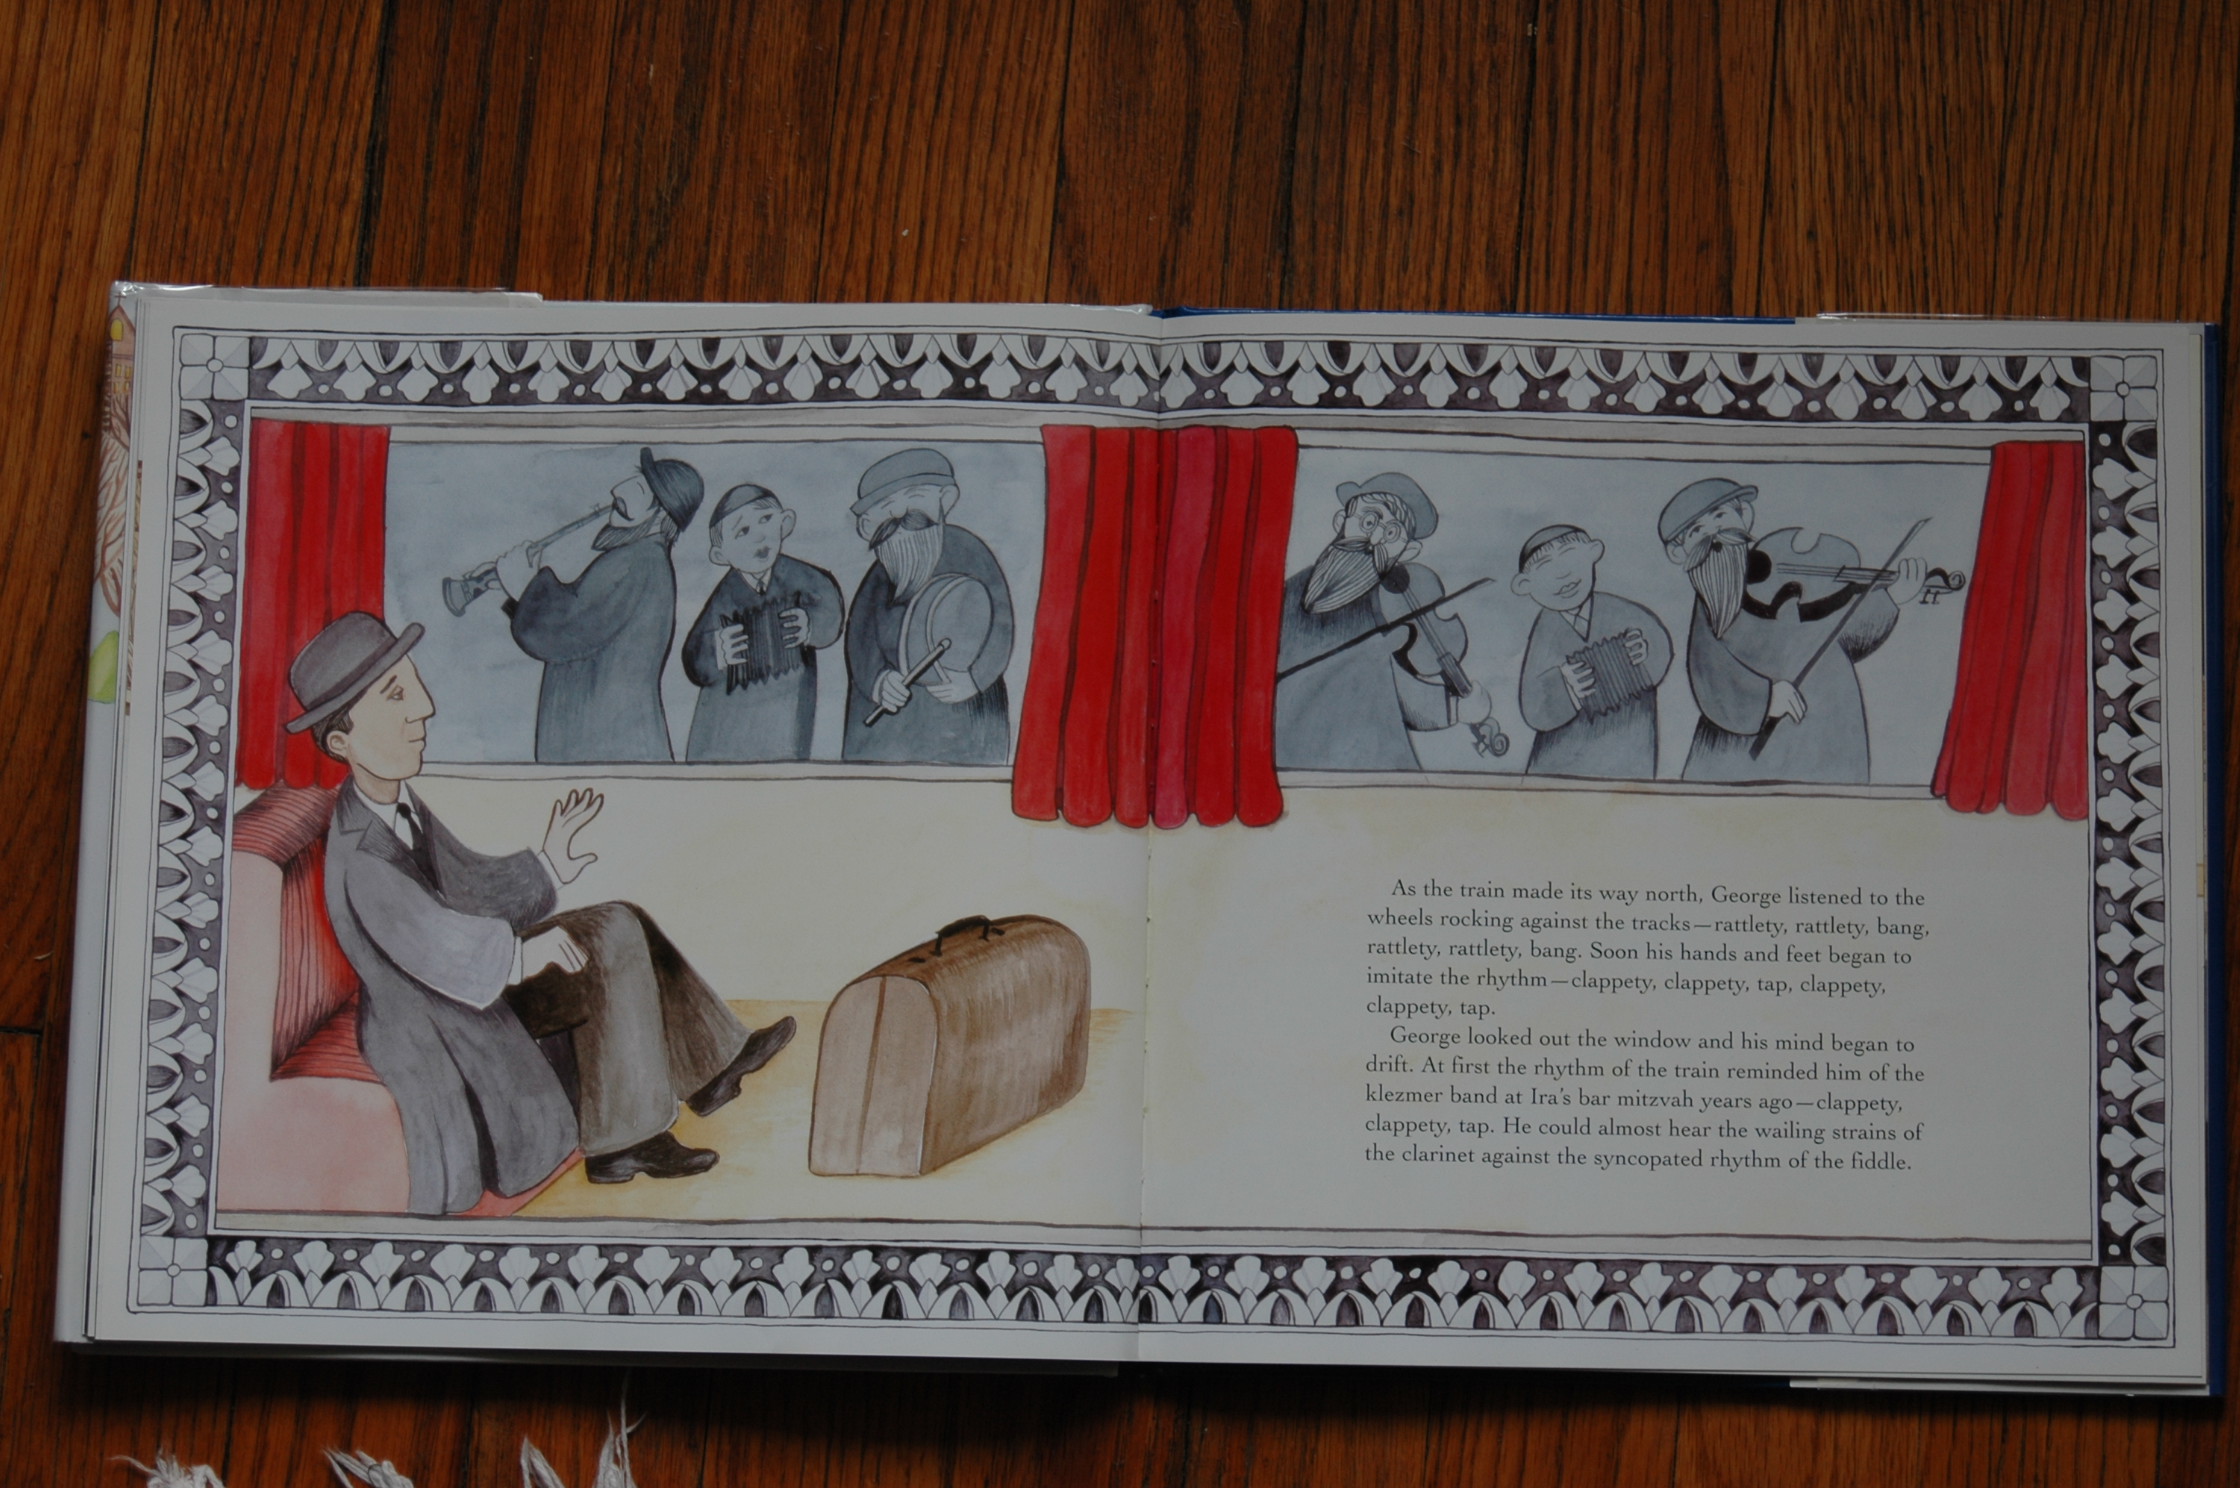 As the train made its way north, George listened to the
wheels rocking against the tracks—rattlety, rattlety, bang,
rattlety, rattlety, bang. Soon his hands and feet began to
imitate the rhythm—clappety, clappety, tap, clappety,
clappety, tap.
George looked out the window and his mind began to
drift. At first the rhythm of the train reminded him of the
klezmer band at Ira's bar mitzvah years ago—clappety,
clappety, tap. He could almost hear the wailing strains of
the clarinet against the syncopated rhythm of the fiddle.